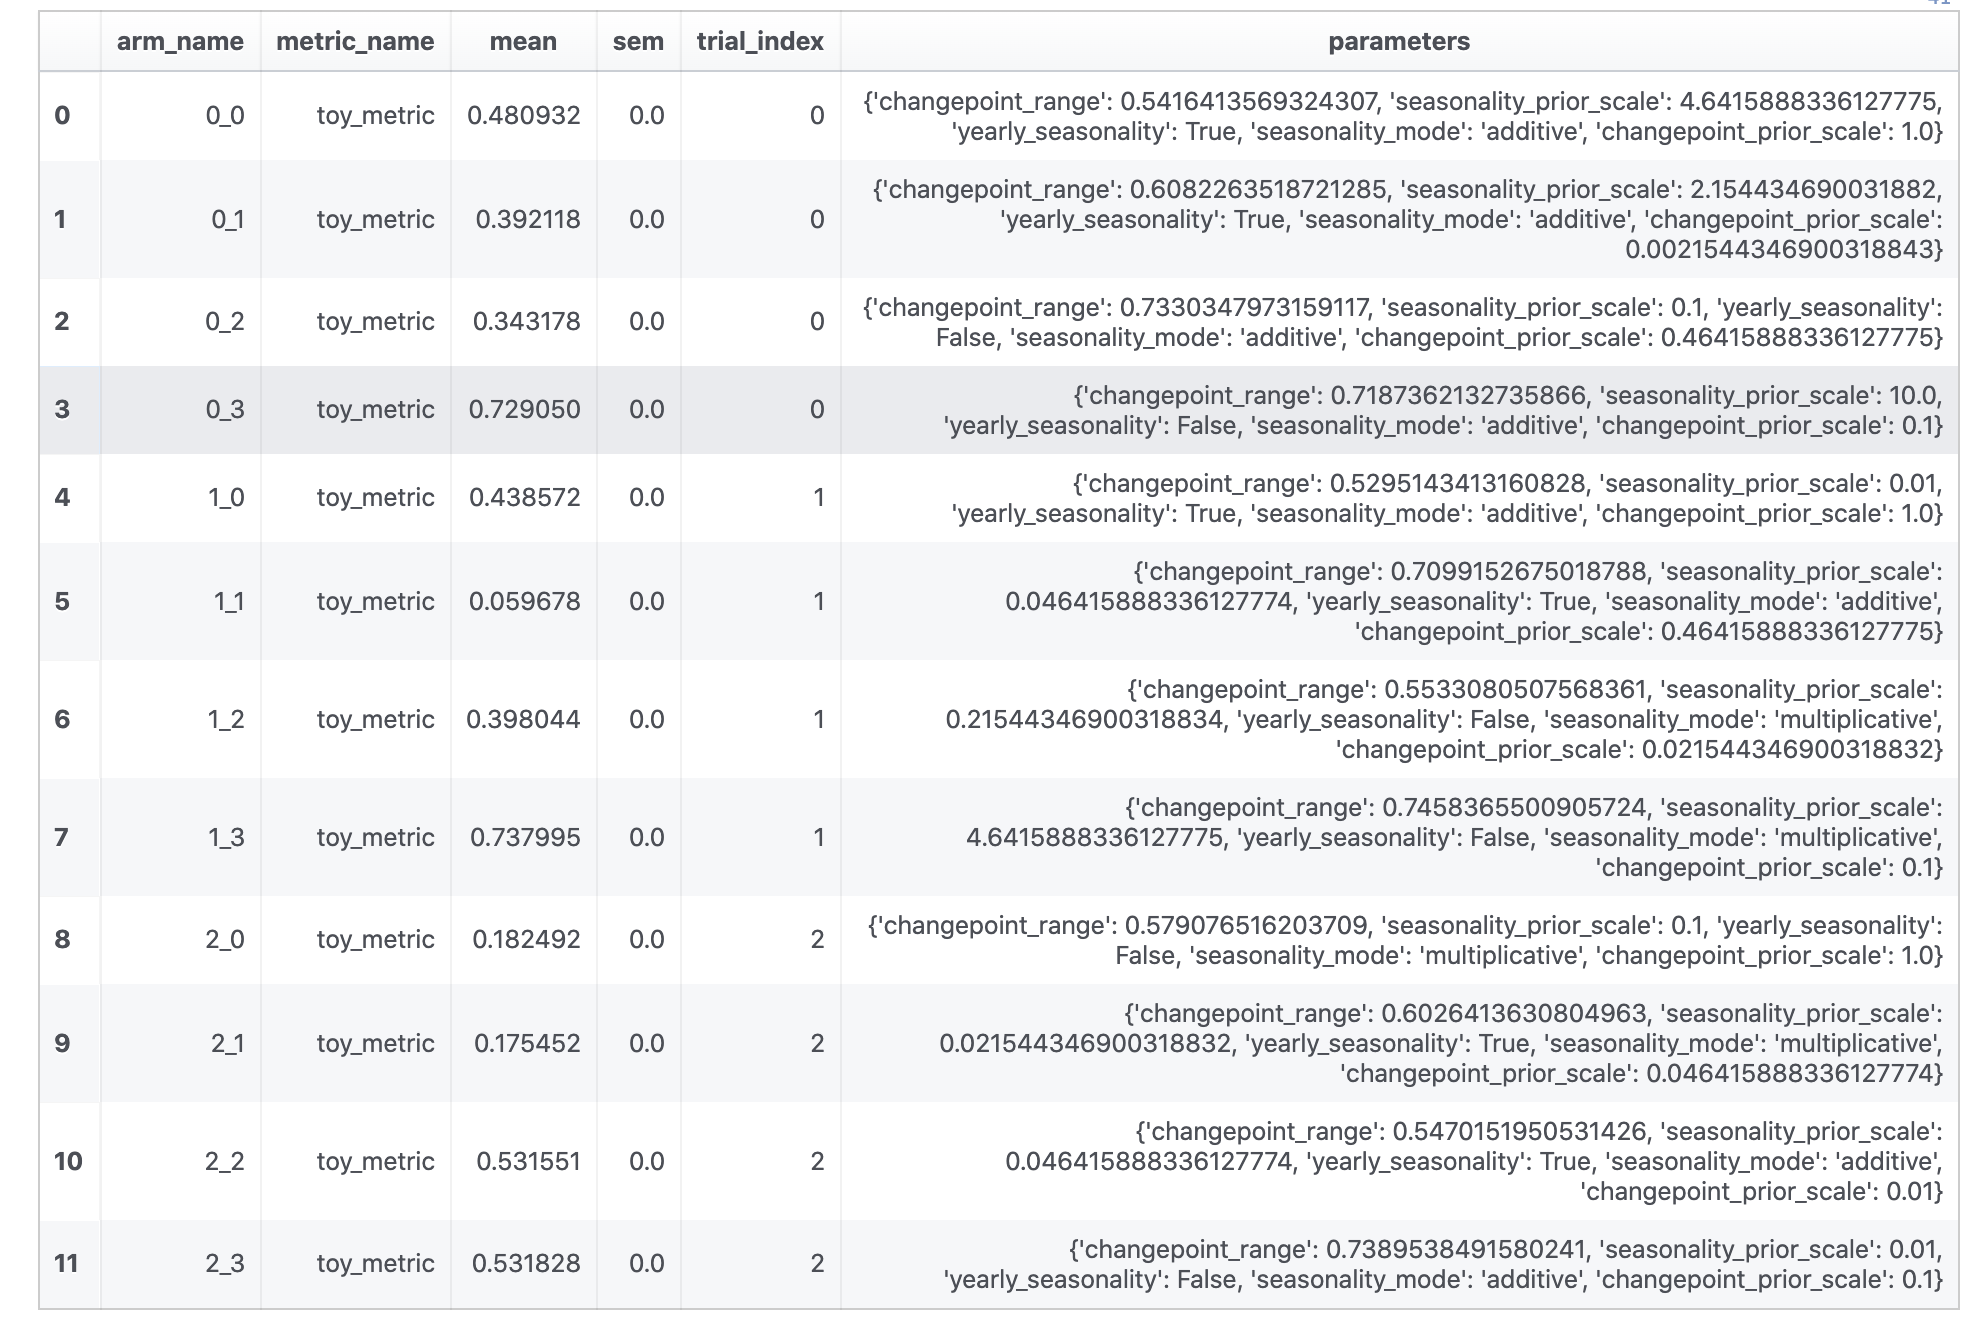 arm_name metric_name mean sem trial_index parameters
0 0_0 toy_metric 0.480932 0.0 0 {'changepoint_range': 0.5416413569324307, 'seasonality_prior_scale': 4.6415888336127775,
'yearly_seasonality': True, 'seasonality_mode': 'additive', 'changepoint_prior_scale': 1.0}
1 0_1 toy_metric 0.392118 0.0 0 {'changepoint_range': 0.6082263518721285, 'seasonality_prior_scale': 2.154434690031882,
'yearly_seasonality': True, 'seasonality_mode': 'additive', 'changepoint_prior_scale':
0.0021544346900318843}
2 0_2 toy_metric 0.343178 0.0 0 {'changepoint_range': 0.7330347973159117, 'seasonality_prior_scale': 0.1, 'yearly_seasonality':
False, 'seasonality_mode': 'additive', 'changepoint_prior_scale': 0.46415888336127775}
3 0_3 toy_metric 0.729050 0.0 0 {'changepoint_range': 0.7187362132735866, 'seasonality_prior_scale': 10.0,
'yearly_seasonality': False, 'seasonality_mode': 'additive', 'changepoint_prior_scale': 0.1}
4 1_0 toy_metric 0.438572 0.0 1 {'changepoint_range': 0.5295143413160828, 'seasonality_prior_scale': 0.01,
'yearly_seasonality': True, 'seasonality_mode': 'additive', 'changepoint_prior_scale': 1.0}
5 1_1 toy_metric 0.059678 0.0 1 {'changepoint_range': 0.7099152675018788, 'seasonality_prior_scale':
0.046415888336127774, 'yearly_seasonality': True, 'seasonality_mode': 'additive',
'changepoint_prior_scale': 0.46415888336127775}
6 1_2 toy_metric 0.398044 0.0 1 {'changepoint_range': 0.5533080507568361, 'seasonality_prior_scale':
0.21544346900318834, 'yearly_seasonality': False, 'seasonality_mode': 'multiplicative',
'changepoint_prior_scale': 0.021544346900318832}
7 1_3 toy_metric 0.737995 0.0 1 {'changepoint_range': 0.7458365500905724, 'seasonality_prior_scale':
4.6415888336127775, 'yearly_seasonality': False, 'seasonality_mode': 'multiplicative',
'changepoint_prior_scale': 0.1}
8 2_0 toy_metric 0.182492 0.0 2 {'changepoint_range': 0.579076516203709, 'seasonality_prior_scale': 0.1, 'yearly_seasonality':
False, 'seasonality_mode': 'multiplicative', 'changepoint_prior_scale': 1.0}
9 2_1 toy_metric 0.175452 0.0 2 {'changepoint_range': 0.6026413630804963, 'seasonality_prior_scale':
0.021544346900318832, 'yearly_seasonality': True, 'seasonality_mode': 'multiplicative',
'changepoint_prior_scale': 0.046415888336127774}
10 2_2 toy_metric 0.531551 0.0 2 {'changepoint_range': 0.5470151950531426, 'seasonality_prior_scale':
0.046415888336127774, 'yearly_seasonality': True, 'seasonality_mode': 'additive',
'changepoint_prior_scale': 0.01}
11 2_3 toy_metric 0.531828 0.0 2 {'changepoint_range': 0.7389538491580241, 'seasonality_prior_scale': 0.01,
'yearly_seasonality': False, 'seasonality_mode': 'additive', 'changepoint_prior_scale': 0.1}